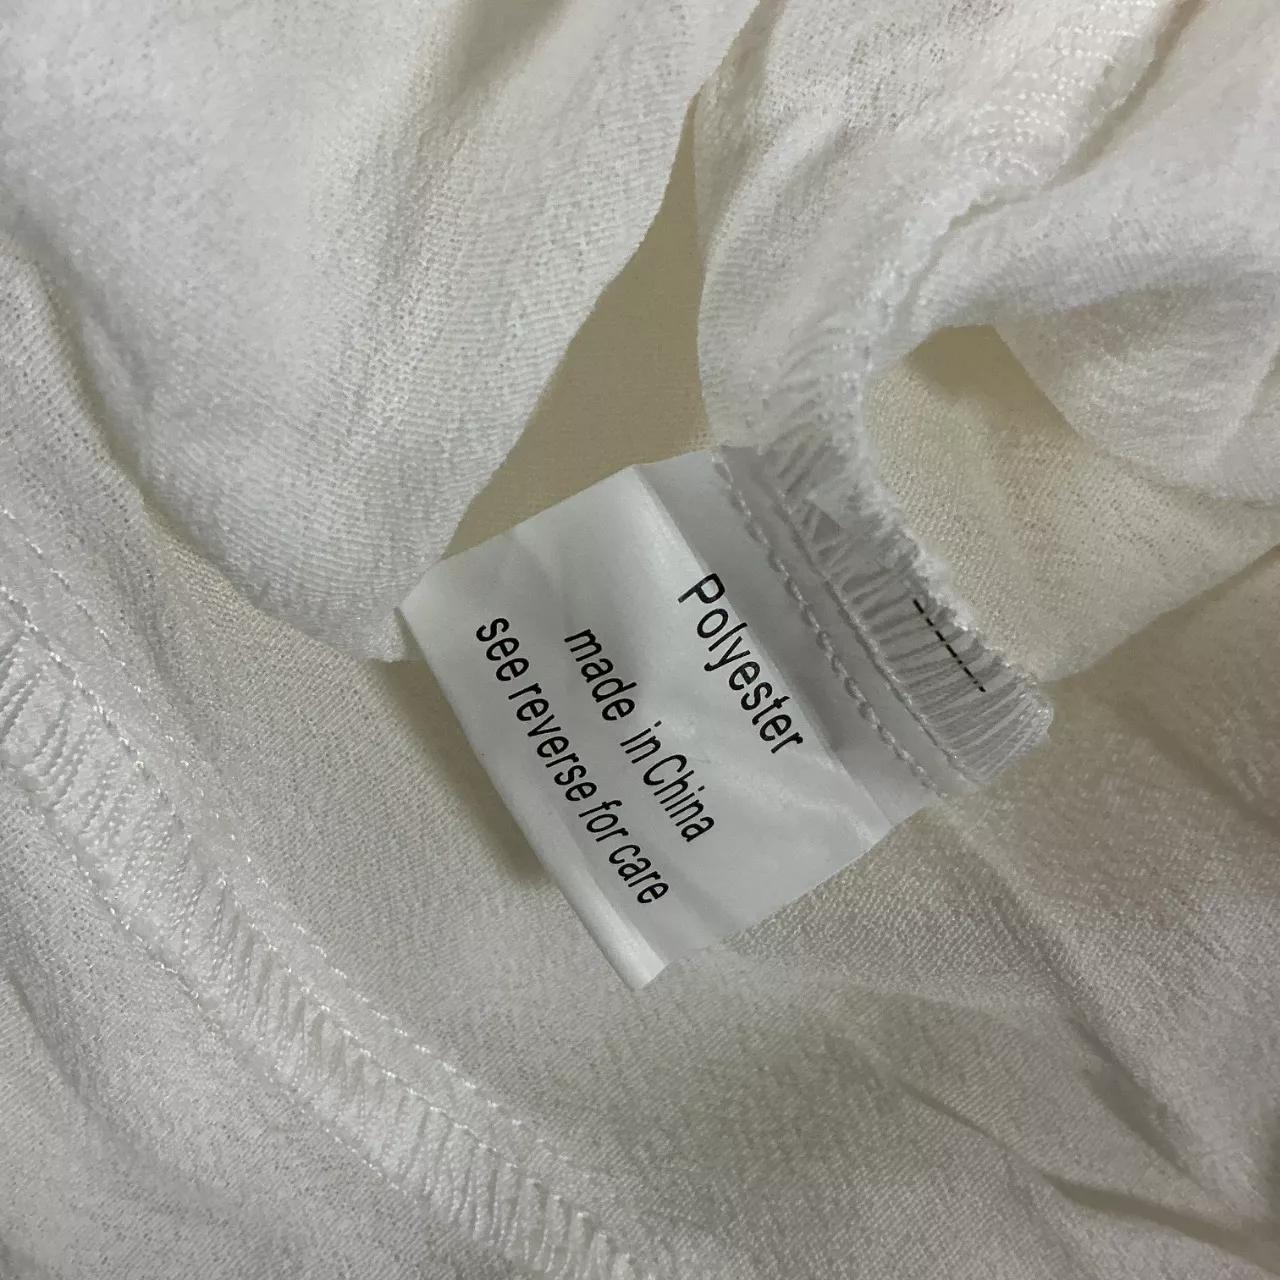 Polyester
made in China
see reverse for care